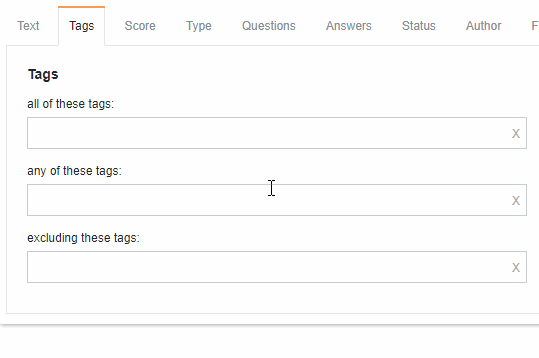 Text Tags Score Type Questions Answers Status Author F
Tags
all of these tags:
X
any of these tags:
X
excluding these tags:
X